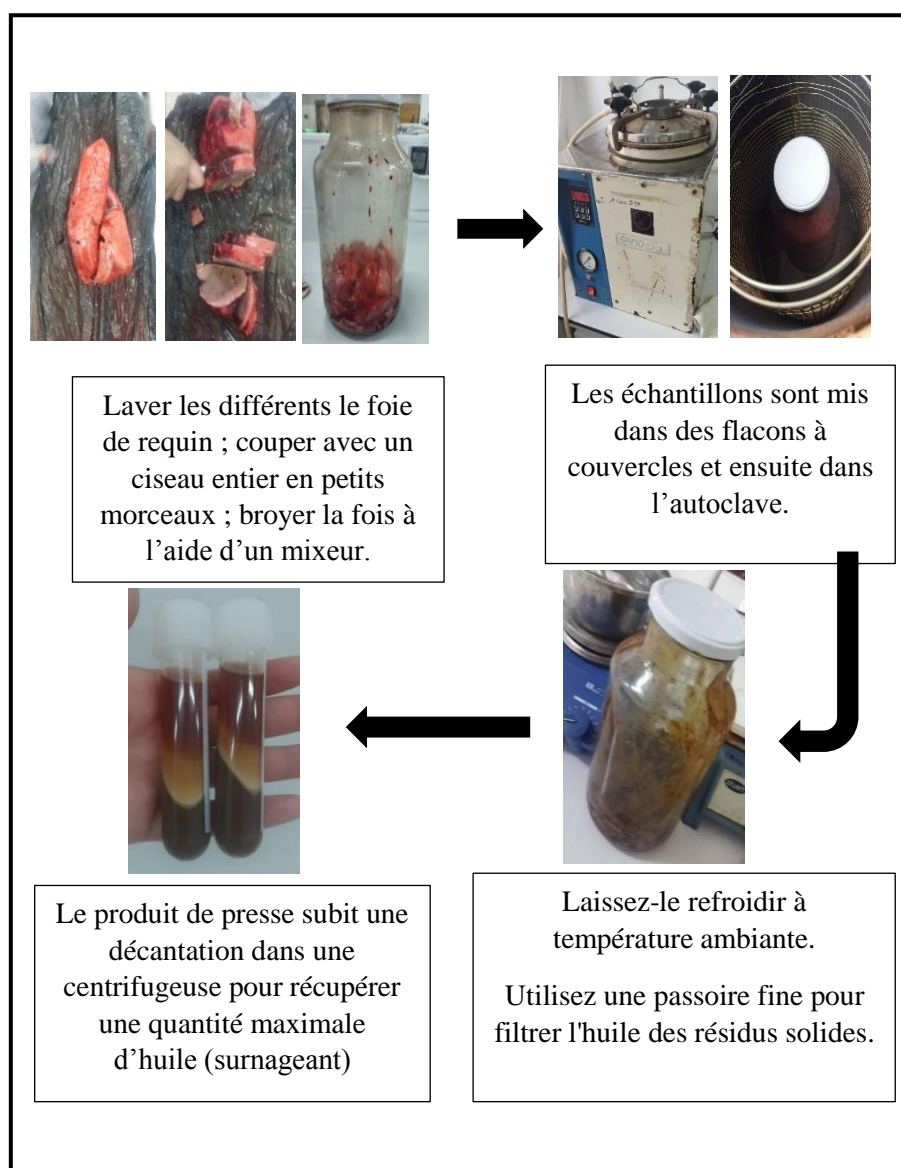 Laver les différents le foie
de requin ; couper avec un
ciseau entier en petits
morceaux ; broyer la fois à
l’aide d’un mixeur.
Les échantillons sont mis
dans des flacons à
couvercles et ensuite dans
l’autoclave.
Laissez-le refroidir à
température ambiante.
Utilisez une passoire fine pour
filtrer l'huile des résidus solides.
Le produit de presse subit une
décantation dans une
centrifugeuse pour récupérer
une quantité maximale
d’huile (surnageant)